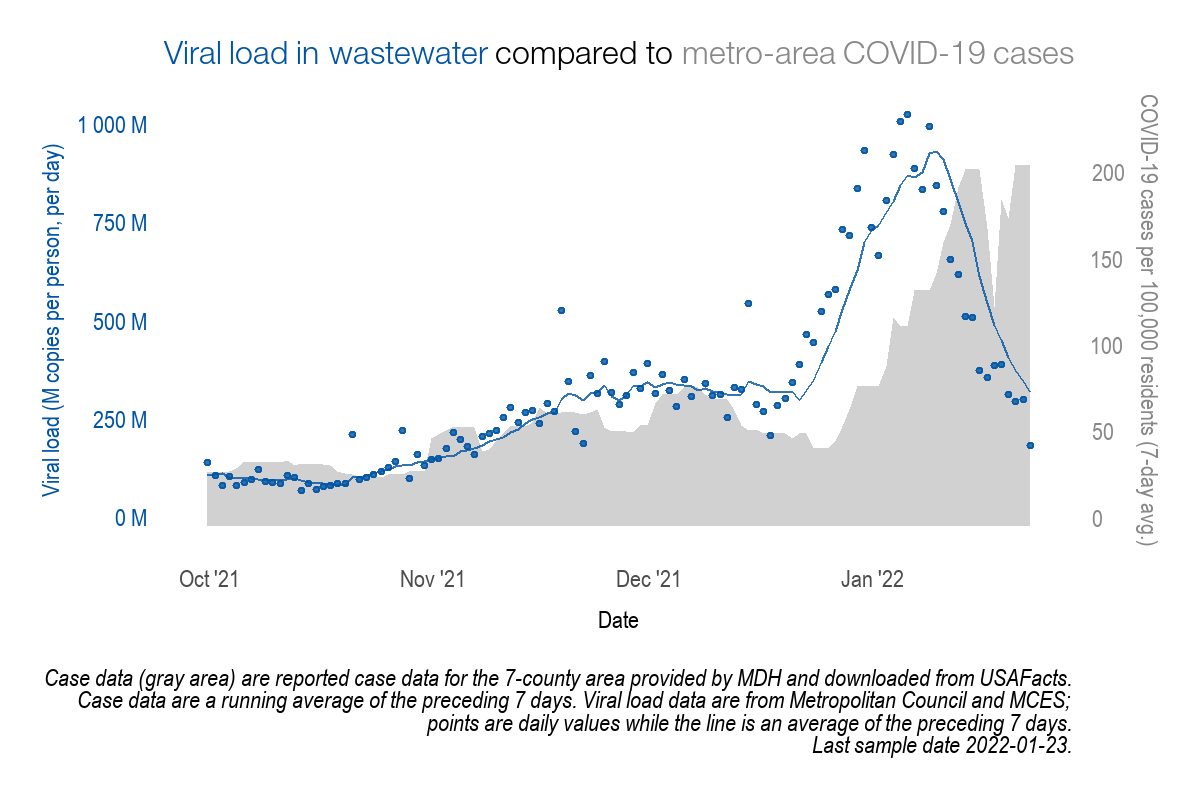 Viral load in wastewater compared to metro-area COVID-19 cases
Viral load (M copies per person, per day)
1 000 M
750 M
500 M
250 M
0 M
COVID-19 cases per 100,000 residents (7-day avg.)
200
150
100
50
0
Oct '21
Nov '21
Dec '21
Jan '22
Date
Case data (gray area) are reported case data for the 7-county area provided by MDH and downloaded from USAFacts.
Case data are a running average of the preceding 7 days. Viral load data are from Metropolitan Council and MCES;
points are daily values while the line is an average of the preceding 7 days.
Last sample date 2022-01-23.